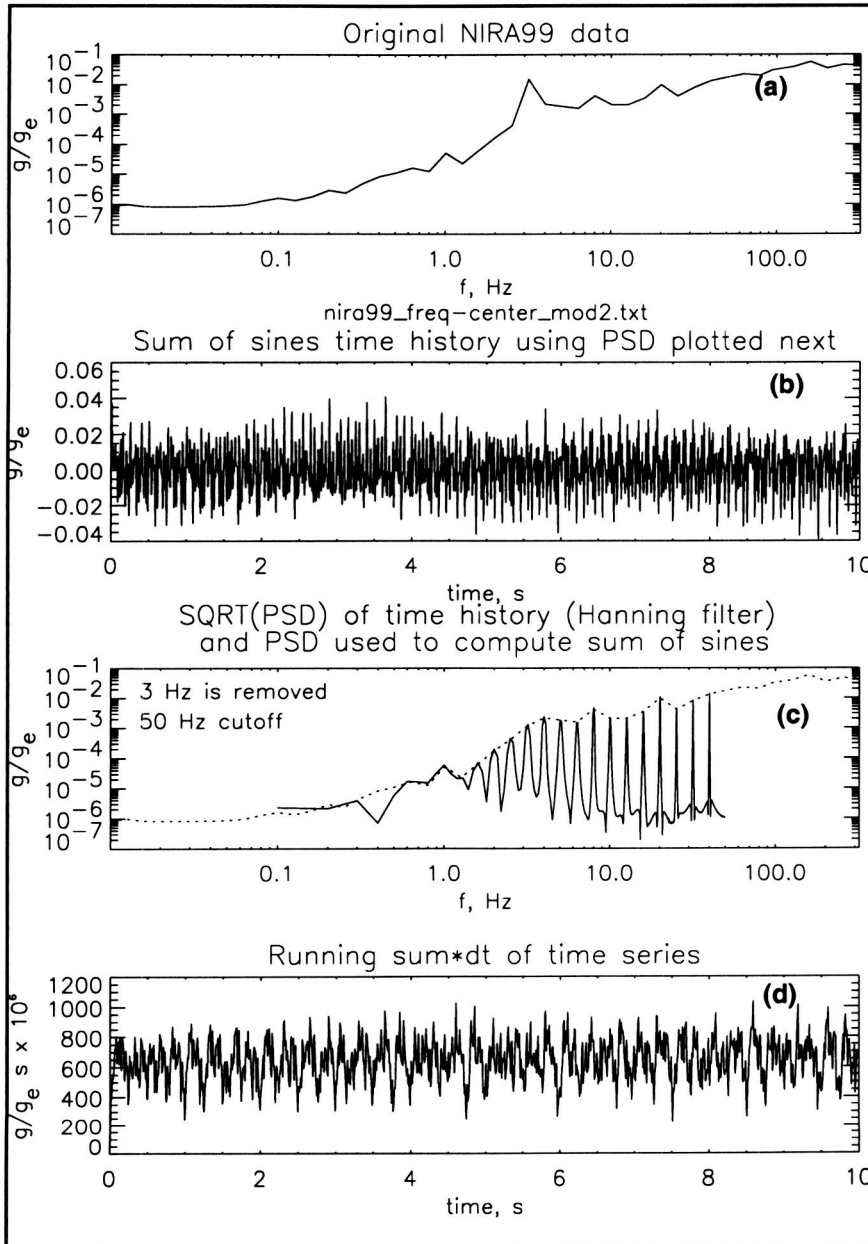 Original NIRA99 data
(a)
10⁻¹
10⁻²
10⁻³
10⁻⁴
10⁻⁵
10⁻⁶
10⁻⁷
g/gₑ
0.1 1.0 10.0 100.0
f, Hz
nira99_freq-center_mod2.txt
Sum of sines time history using PSD plotted next
(b)
0.06
0.04
0.02
0.00
−0.02
−0.04
g/gₑ
0 2 4 6 8 10
time, s
SQRT(PSD) of time history (Hanning filter)
and PSD used to compute sum of sines
3 Hz is removed
50 Hz cutoff
(c)
10⁻¹
10⁻²
10⁻³
10⁻⁴
10⁻⁵
10⁻⁶
10⁻⁷
g/gₑ
0.1 1.0 10.0 100.0
f, Hz
Running sum*dt of time series
(d)
1200
1000
800
600
400
200
0
g/gₑ s x 10⁶
0 2 4 6 8 10
time, s